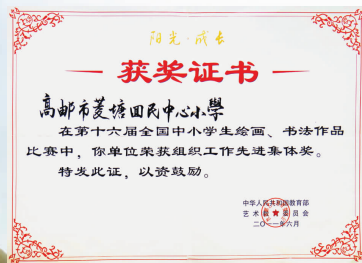 阳光·成长
获奖证书
高邮市菱塘回民中心小學
在第十六届全国中小学生绘画、书法作品
比赛中，你单位荣获组织工作先进集体奖。
特发此证，以资鼓励。
中华人民共和国教育部
艺术教育委员会
二〇一一年六月